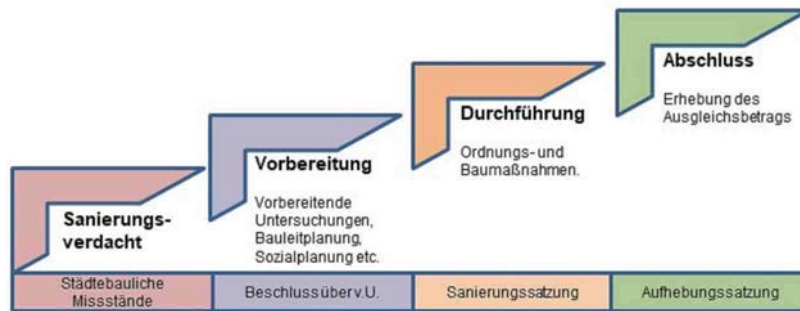 Sanierungs-
verdacht
Vorbereitung
Vorbereitende
Untersuchungen,
Bauleitplanung,
Sozialplanung etc.
Durchführung
Ordnungs- und
Baumaßnahmen.
Abschluss
Erhebung des
Ausgleichsbetrags
Städtebauliche
Missstände
Beschluss über v.U.
Sanierungssatzung
Aufhebungssatzung